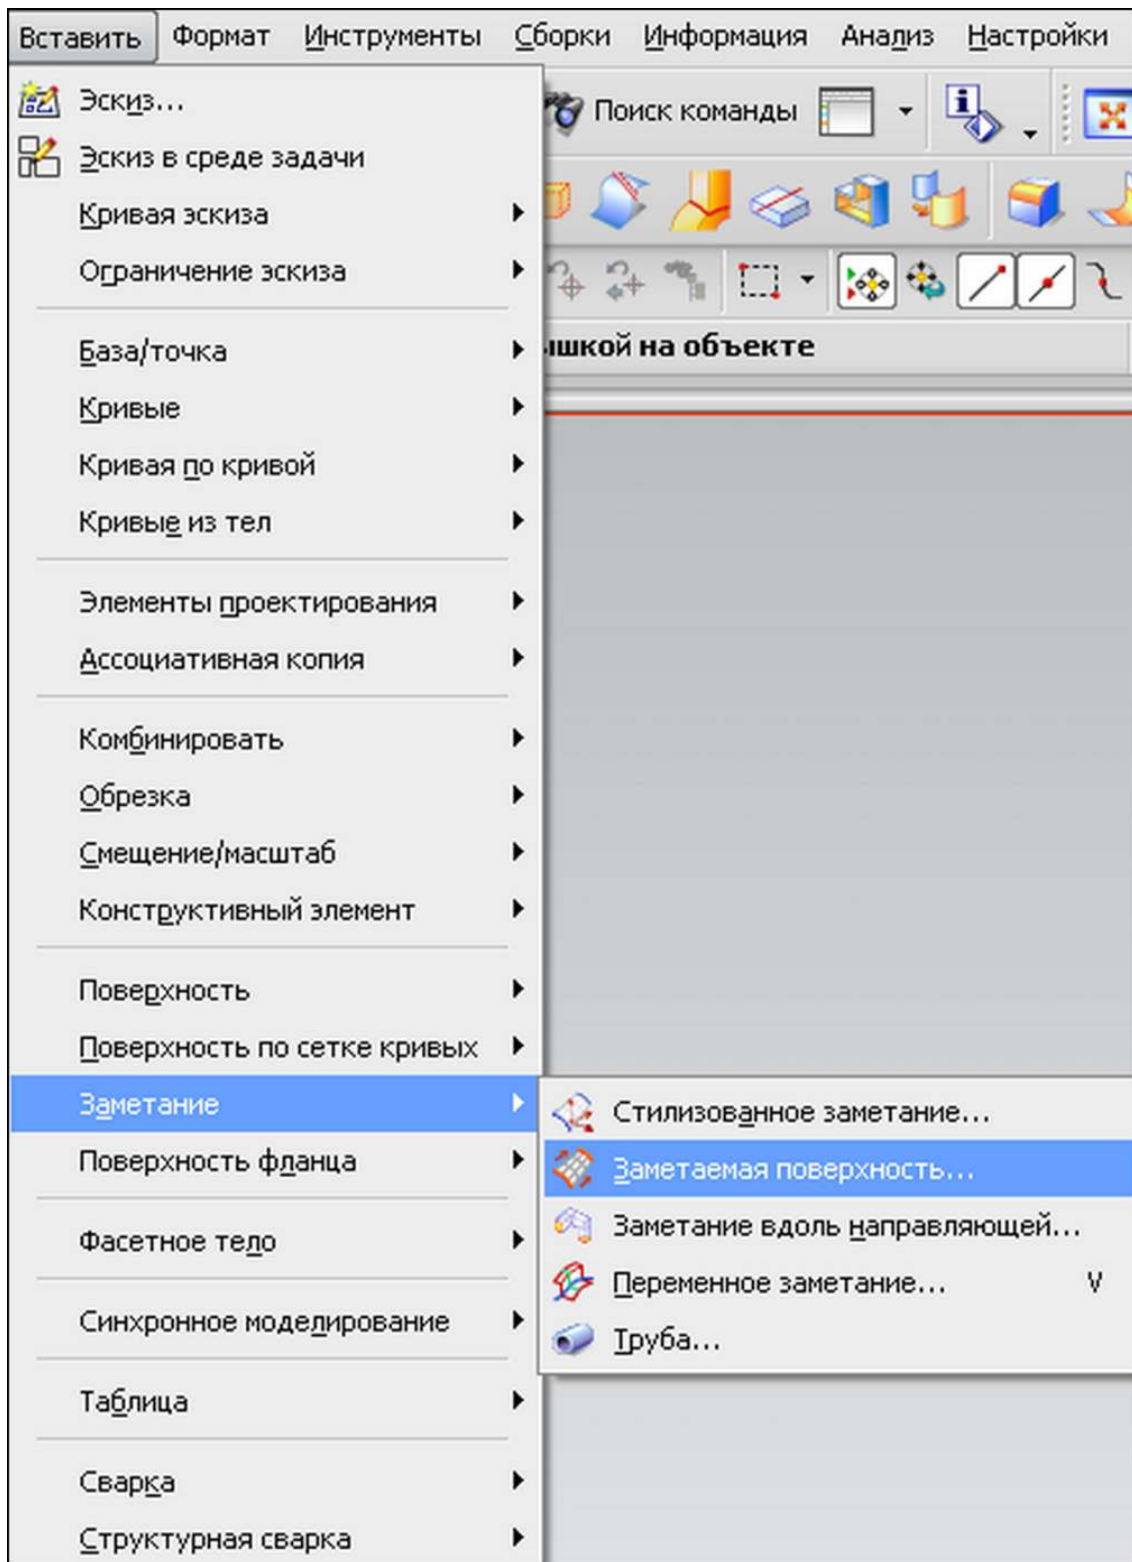 Вставить Формат Инструменты Сборки Информация Анализ Настройки
Эскиз...
Поиск команды
Эскиз в среде задачи
Кривая эскиза
Ограничение эскиза
База/точка
на объекте
Кривые
Кривая по кривой
Кривые из тел
Элементы проектирования
Ассоциативная копия
Комбинировать
Обрезка
Смещение/масштаб
Конструктивный элемент
Поверхность
Поверхность по сетке кривых
Заметание
Стилизованное заметание...
Заметаемая поверхность...
Заметание вдоль направляющей...
Переменное заметание... V
Труба...
Поверхность фланца
Фасетное тело
Синхронное моделирование
Таблица
Сварка
Структурная сварка